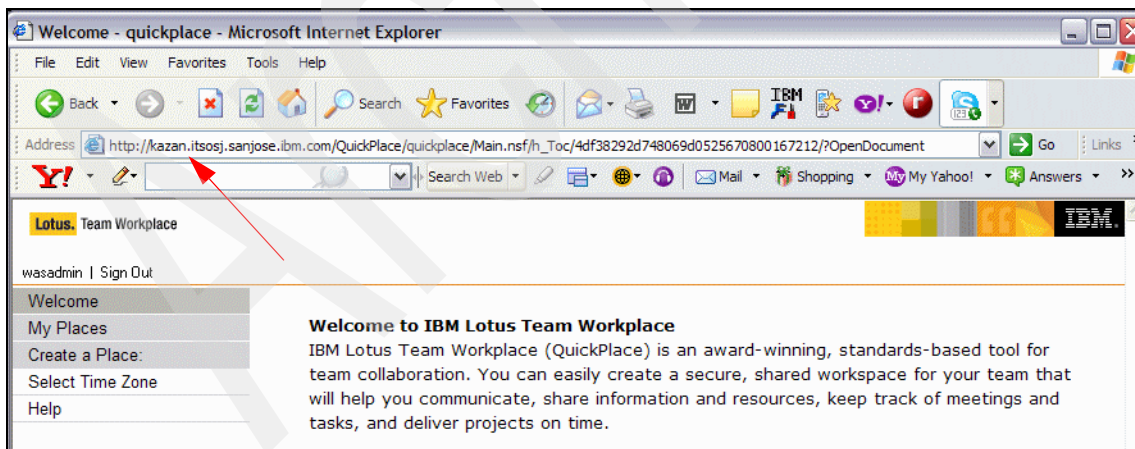 Welcome - quickplace - Microsoft Internet Explorer
File Edit View Favorites Tools Help
Back Search Favorites IBM
Address http://kazan.itsosj.sanjose.ibm.com/QuickPlace/quickplace/Main.nsf/h_Toc/4df38292d748069d0525670800167212/?OpenDocument Go Links
Y! Search Web Mail Shopping My Yahoo! Answers
Lotus. Team Workplace IBM.
wasadmin | Sign Out
Welcome
My Places
Create a Place:
Select Time Zone
Help
Welcome to IBM Lotus Team Workplace
IBM Lotus Team Workplace (QuickPlace) is an award-winning, standards-based tool for
team collaboration. You can easily create a secure, shared workspace for your team that
will help you communicate, share information and resources, keep track of meetings and
tasks, and deliver projects on time.